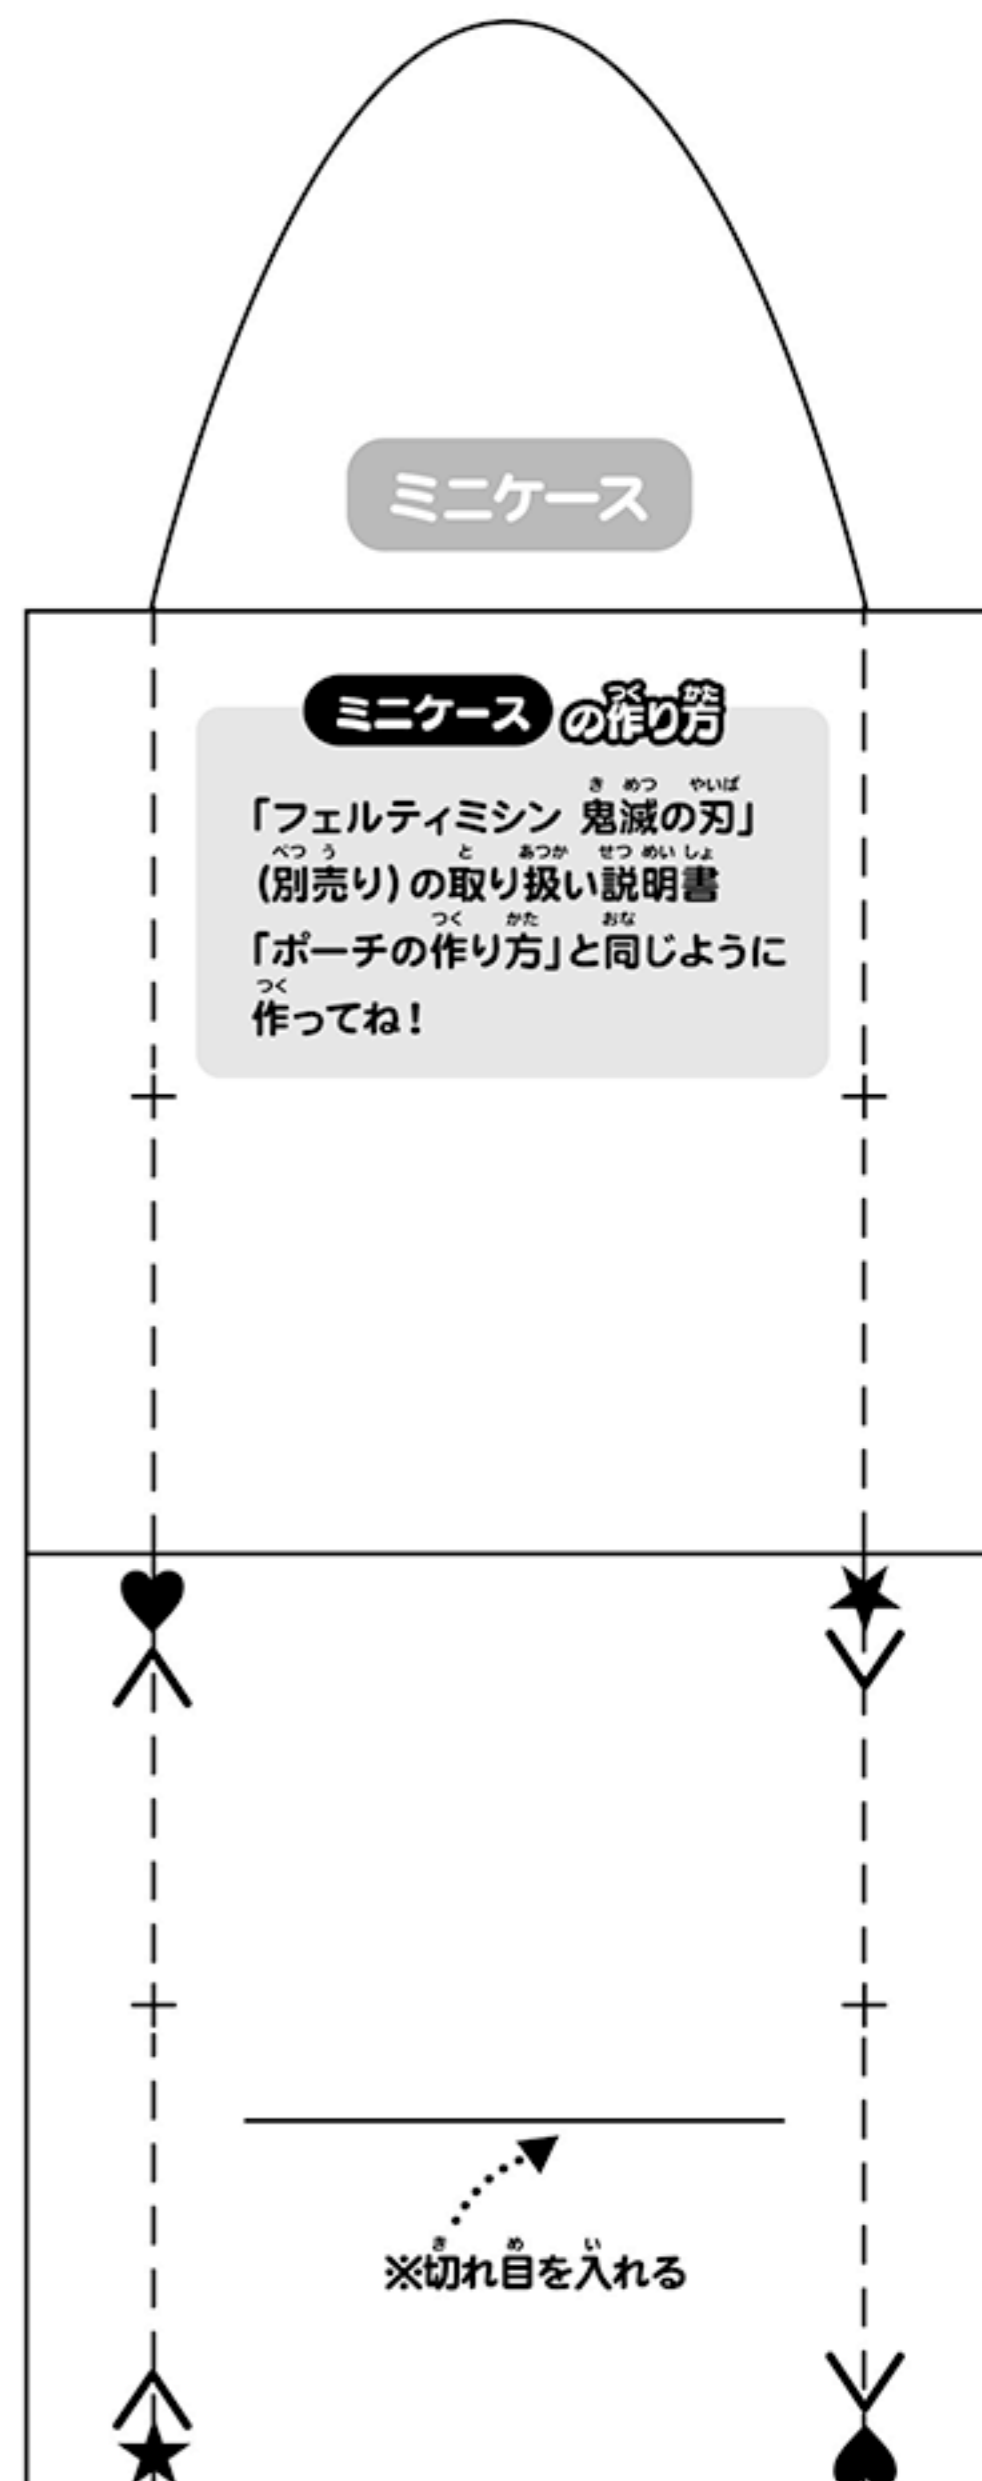 ミニケース
ミニケースの作り方
「フェルティミシン 鬼滅の刃」
(別売り)の取り扱い説明書
「ポーチの作り方」と同じように
作ってね！
※切れ目を入れる